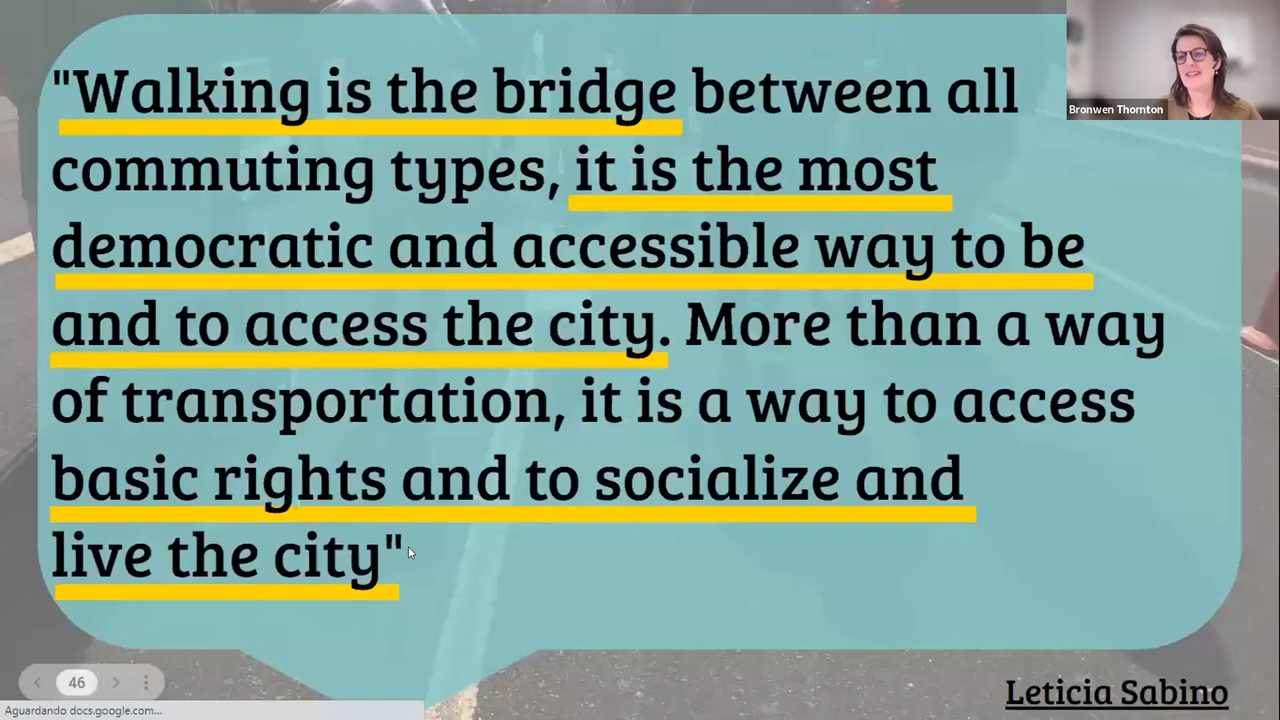 "Walking is the bridge between all
Bronwen Thornton
commuting types, it is the most
democratic and accessible way to be
and to access the city. More than a way
of transportation, it is a way to access
basic rights and to socialize and
live the city"
46
Leticia Sabino
Aguardando docs.google.com...